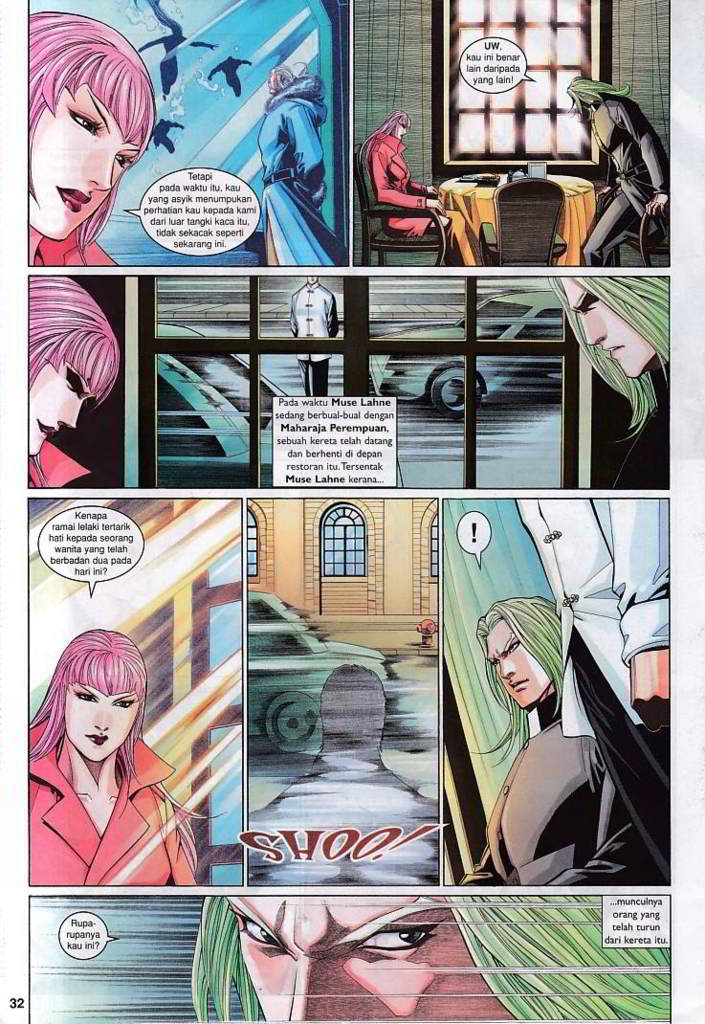 Tetapi
pada waktu itu, kau
yang asyik menumpukan
perhatian kau kepada kami
dari luar tangki kaca itu,
tidak sekacak seperti
sekarang ini.
UW,
kau ini benar
lain daripada
yang lain!
Pada waktu Muse Lahne
sedang berbual-bual dengan
Maharaja Perempuan,
sebuah kereta telah datang
dan berhenti di depan
restoran itu. Tersentak
Muse Lahne kerana...
Kenapa
ramai lelaki tertarik
hati kepada seorang
wanita yang telah
berbadan dua pada
hari ini?
SHOO!
!
Rupa-
rupanya
kau ini?
...munculnya
orang yang
telah turun
dari kereta itu.
32